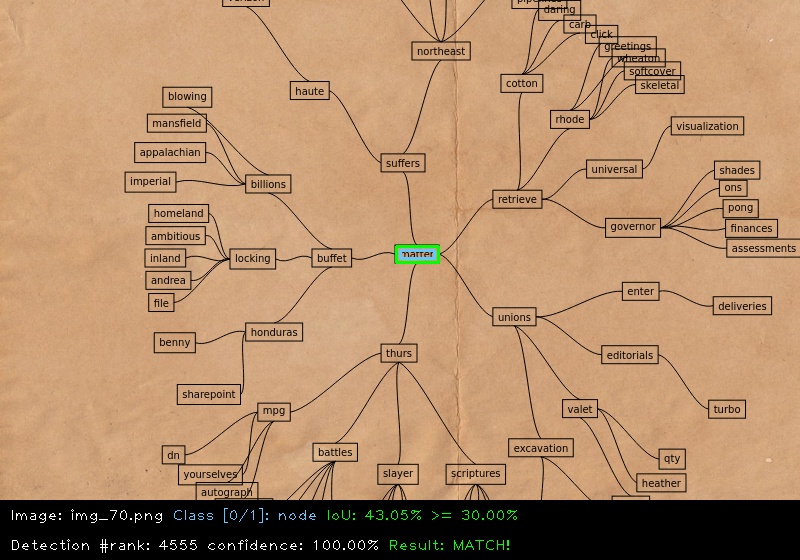 verizon
northeast
pipelines
daring
carb
click
greetings
wheaton
softcover
skeletal
haute
cotton
blowing
mansfield
rhode
visualization
appalachian
suffers
universal
shades
imperial
billions
retrieve
ons
homeland
pong
ambitious
governor
finances
inland
locking
buffet
matter
assessments
andrea
file
enter
deliveries
unions
benny
honduras
thurs
editorials
sharepoint
mpg
valet
turbo
dn
battles
excavation
qty
yourselves
slayer
scriptures
heather
autograph
Image: img_70.png Class [0/1]: node IoU: 43.05% >= 30.00%
Detection #rank: 4555 confidence: 100.00% Result: MATCH!